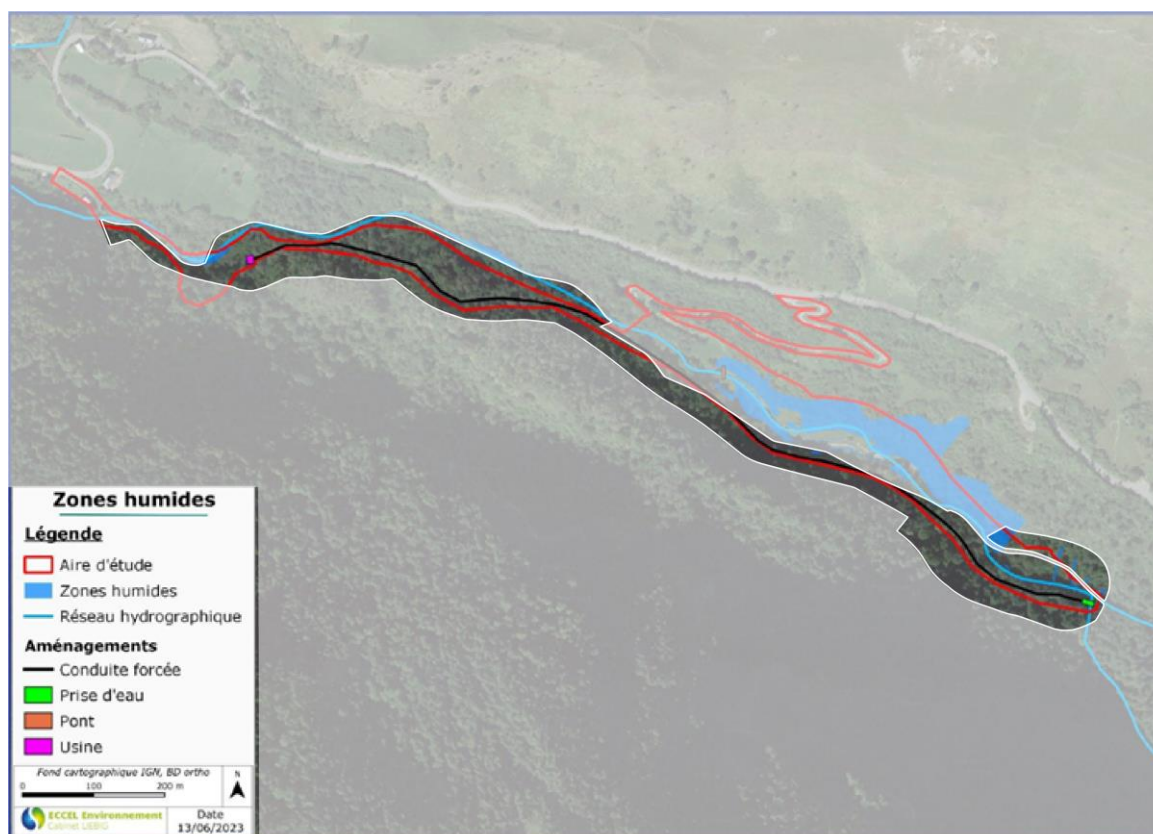 Zones humides
Légende
Aire d'étude
Zones humides
Réseau hydrographique
Aménagements
Conduite forcée
Prise d'eau
Pont
Usine
Fond cartographique IGN, BD ortho
0 100 200 m
N
ECCEL Environnement
Cabinet LIEBIG
Date
13/06/2023